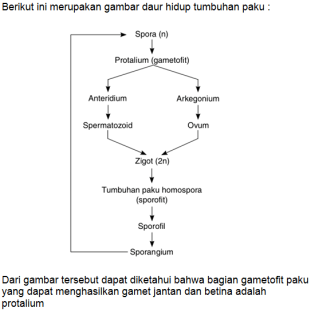 Berikut ini merupakan gambar daur hidup tumbuhan paku :
Spora (n)
Protalium (gametofit)
Anteridium Arkegonium
Spermatozoid Ovum
Zigot (2n)
Tumbuhan paku homospora
(sporofit)
Sporofil
Sporangium
Dari gambar tersebut dapat diketahui bahwa bagian gametofit paku
yang dapat menghasilkan gamet jantan dan betina adalah
protalium